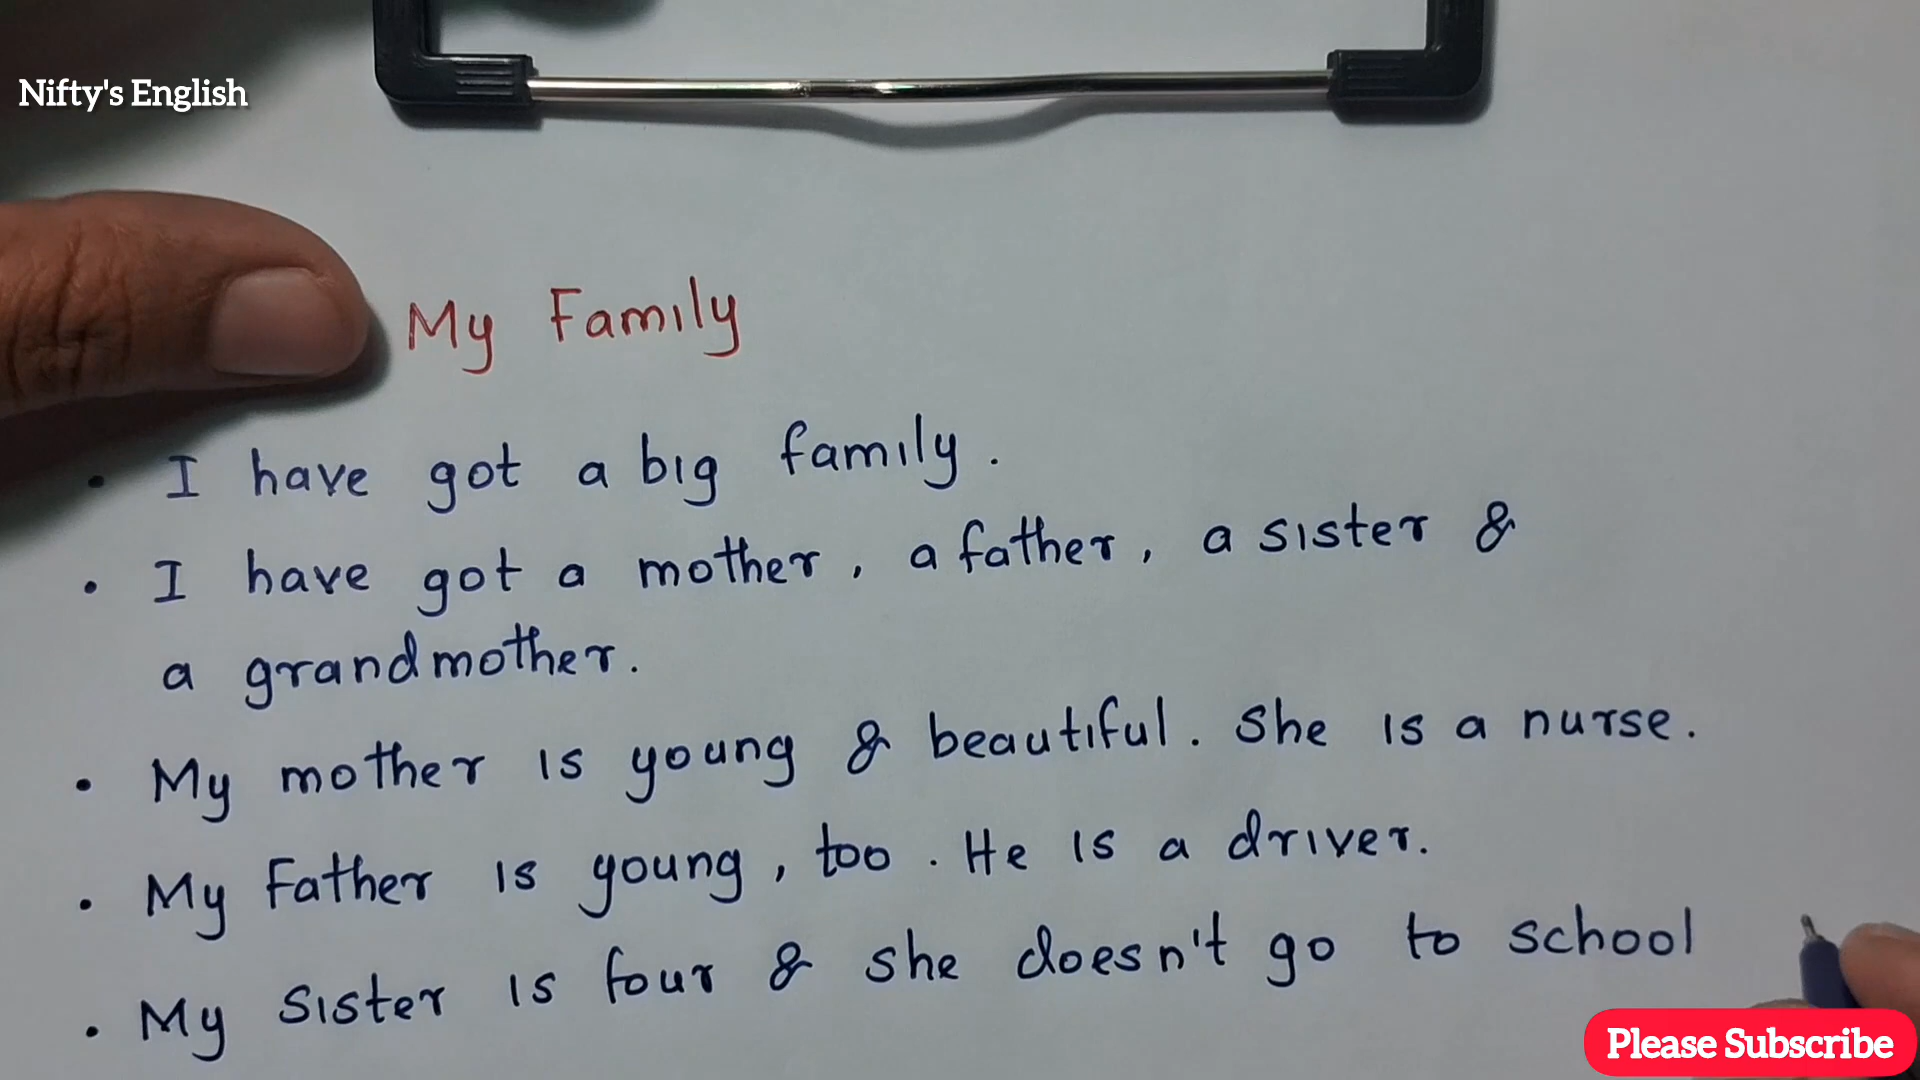 Nifty's English
My Family
• I have got a big family.
• I have got a mother, a father, a sister &
a grandmother.
• My mother is young & beautiful. She is a nurse.
• My Father is young, too. He is a driver.
• My Sister is four & she doesn't go to school
Please Subscribe